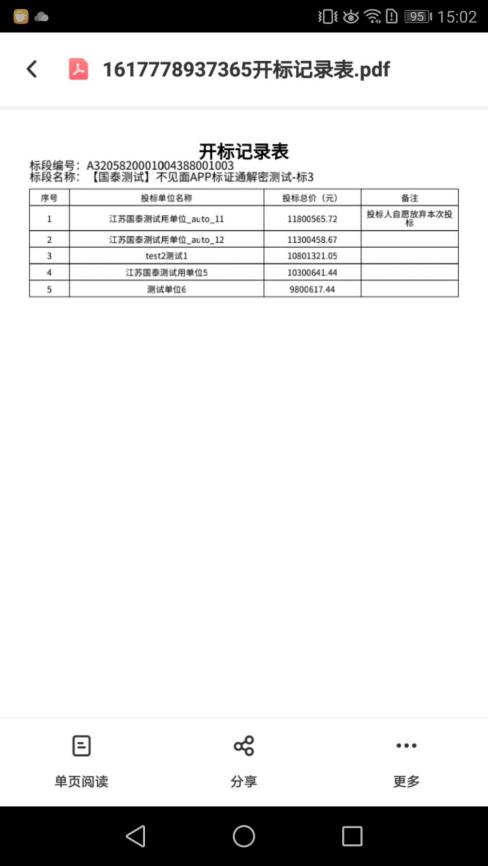 95 15:02
1617778937365开标记录表.pdf
开标记录表
标段编号：A3205820001004388001003
标段名称：【国泰测试】不见面APP标证通解密测试-标3
序号 投标单位名称 投标总价（元） 备注
1 江苏国泰测试用单位_auto_11 11800565.72 投标人自愿放弃本次投
标
2 江苏国泰测试用单位_auto_12 11300458.67
3 test2测试1 10801321.05
4 江苏国泰测试用单位5 10300641.44
5 测试单位6 9800617.44
单页阅读 分享 更多